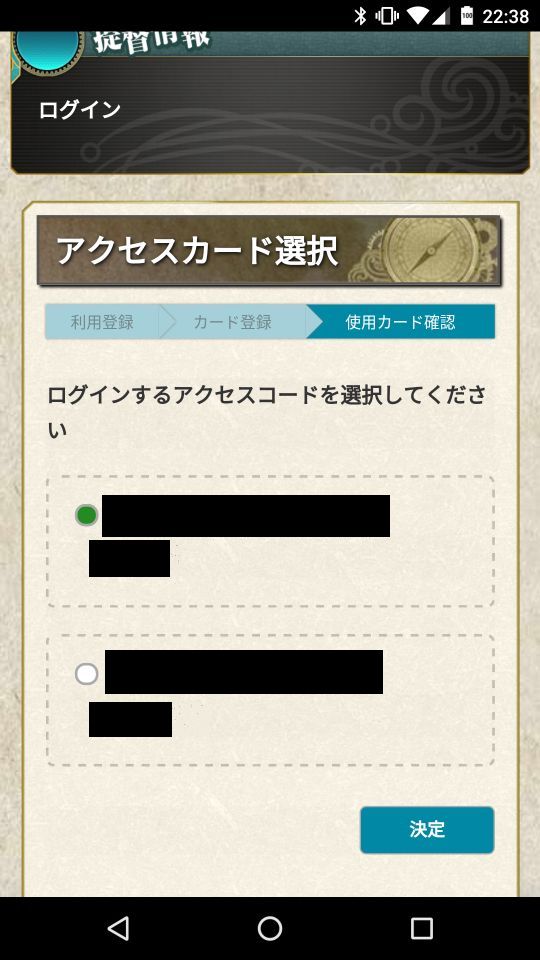 100 22:38
提督情報
ログイン
アクセスカード選択
利用登録 カード登録 使用カード確認
ログインするアクセスコードを選択してくださ
い
決定